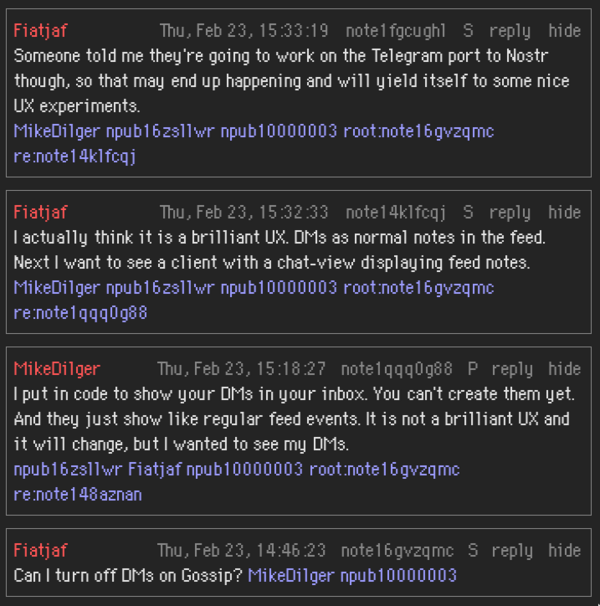 Fiatjaf Thu, Feb 23, 15:33:19 note1fgcughl S reply hide
Someone told me they're going to work on the Telegram port to Nostr
though, so that may end up happening and will yield itself to some nice
UX experiments.
MikeDilger npub16zsllwr npub10000003 root:note16gvzqmc
re:note14klfcqj
Fiatjaf Thu, Feb 23, 15:32:33 note14klfcqj S reply hide
I actually think it is a brilliant UX. DMs as normal notes in the feed.
Next I want to see a client with a chat-view displaying feed notes.
MikeDilger npub16zsllwr npub10000003 root:note16gvzqmc
re:note1qqq0g88
MikeDilger Thu, Feb 23, 15:18:27 note1qqq0g88 P reply hide
I put in code to show your DMs in your inbox. You can't create them yet.
And they just show like regular feed events. It is not a brilliant UX and
it will change, but I wanted to see my DMs.
npub16zsllwr Fiatjaf npub10000003 root:note16gvzqmc
re:note148aznan
Fiatjaf Thu, Feb 23, 14:46:23 note16gvzqmc S reply hide
Can I turn off DMs on Gossip? MikeDilger npub10000003